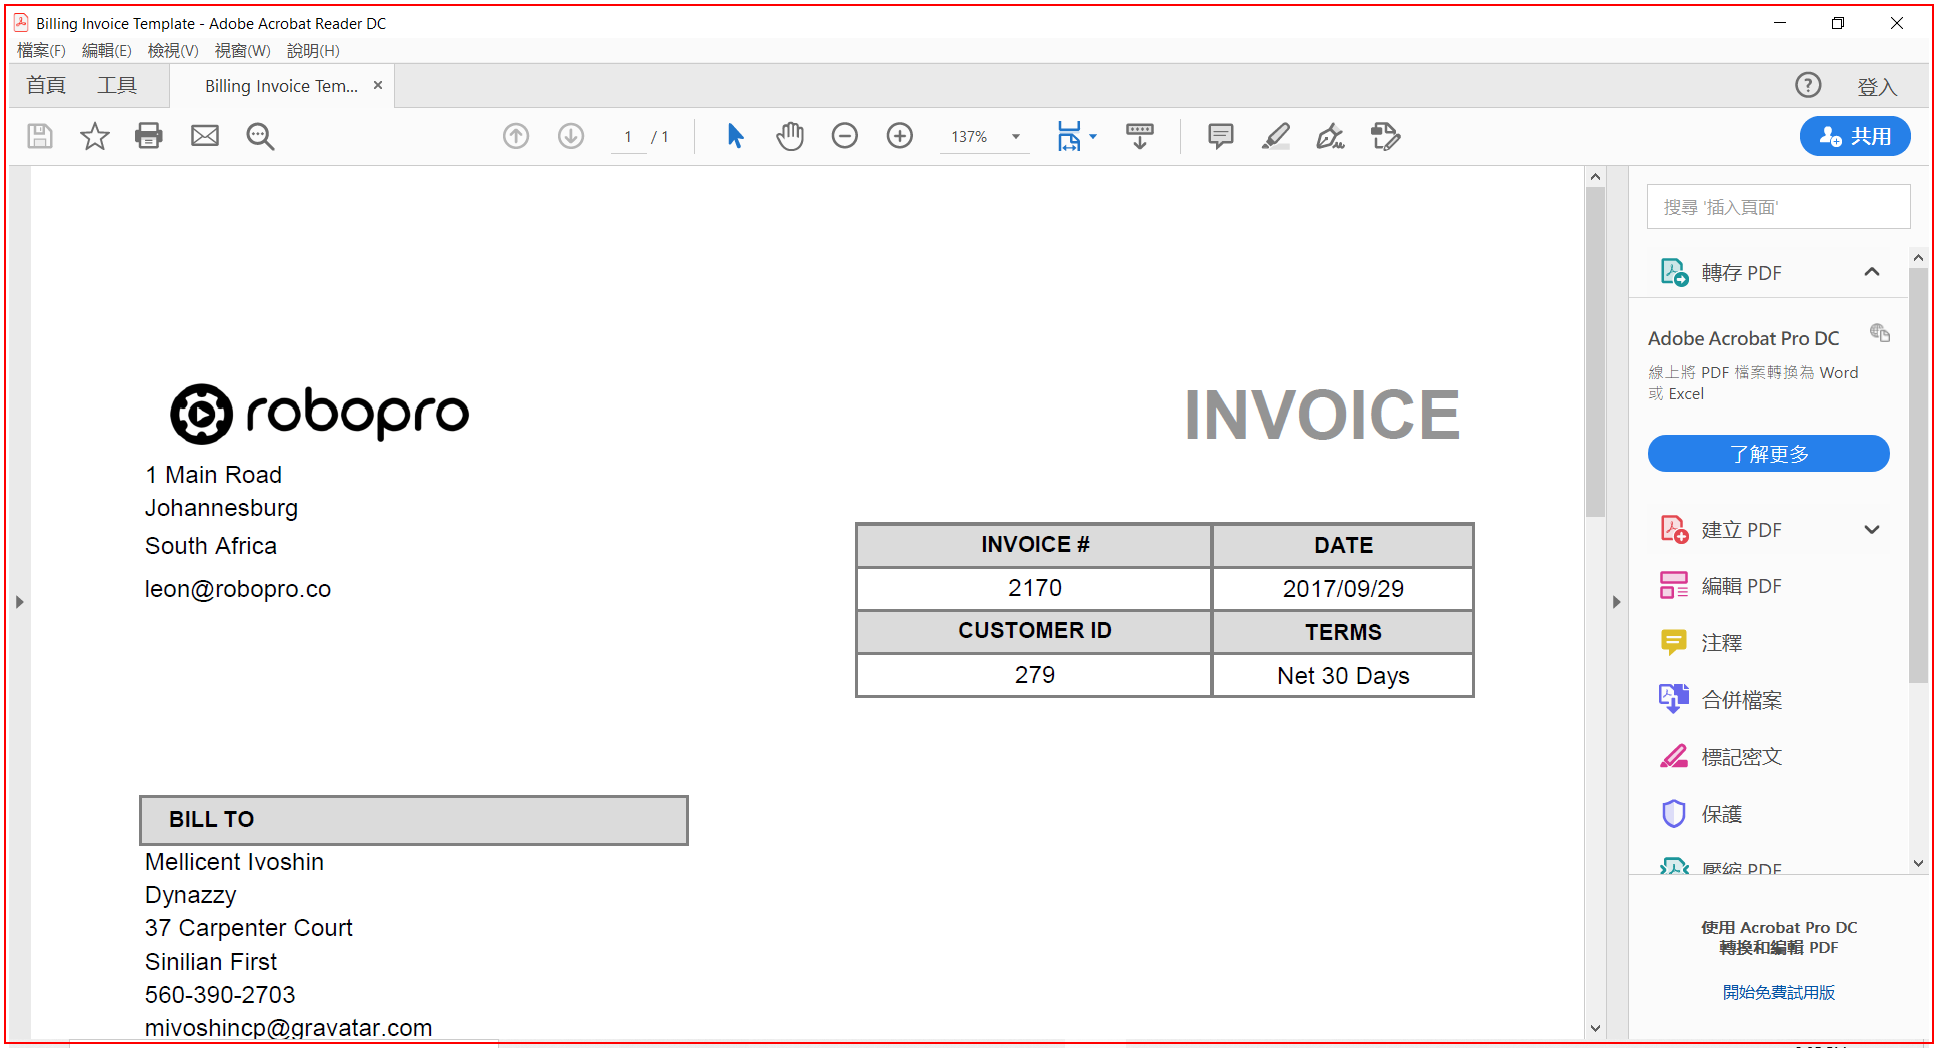 Billing Invoice Template - Adobe Acrobat Reader DC
檔案(F) 編輯(E) 檢視(V) 視窗(W) 說明(H)
首頁 工具 Billing Invoice Tem... × ? 登入
1 / 1 137% 共用
搜尋 '插入頁面'
轉存 PDF
Adobe Acrobat Pro DC
線上將 PDF 檔案轉換為 Word
或 Excel
了解更多
建立 PDF
編輯 PDF
注釋
合併檔案
標記密文
保護
壓縮 PDF
使用 Acrobat Pro DC
轉換和編輯 PDF
開始免費試用版
robopro
INVOICE
1 Main Road
Johannesburg
South Africa
leon@robopro.co
INVOICE # DATE
2170 2017/09/29
CUSTOMER ID TERMS
279 Net 30 Days
BILL TO
Mellicent Ivoshin
Dynazzy
37 Carpenter Court
Sinilian First
560-390-2703
mivoshincp@gravatar.com